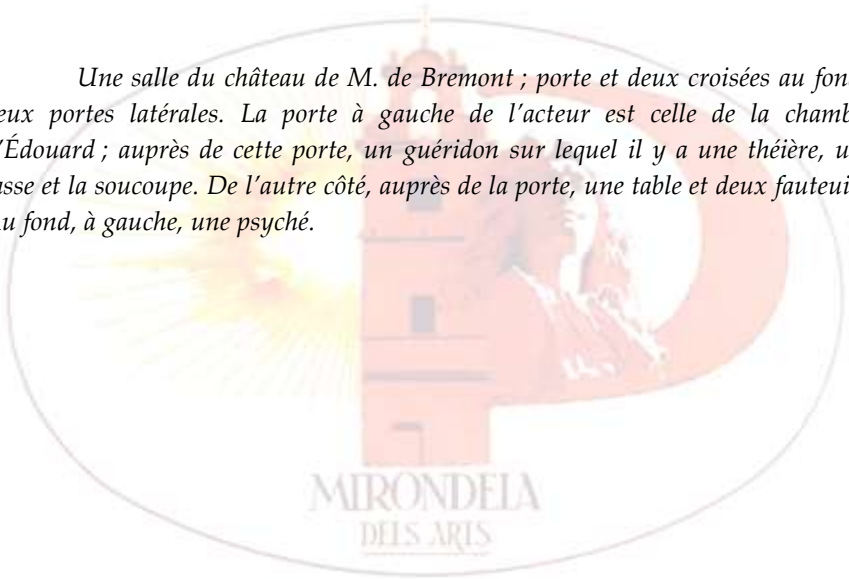 Une salle du château de M. de Bremont ; porte et deux croisées au fon
eux portes latérales. La porte à gauche de l’acteur est celle de la chamb
’Édouard ; auprès de cette porte, un guéridon sur lequel il y a une théière, u
asse et la soucoupe. De l’autre côté, auprès de la porte, une table et deux fauteui
u fond, à gauche, une psyché.
MIRONDELA
DELS ARTS